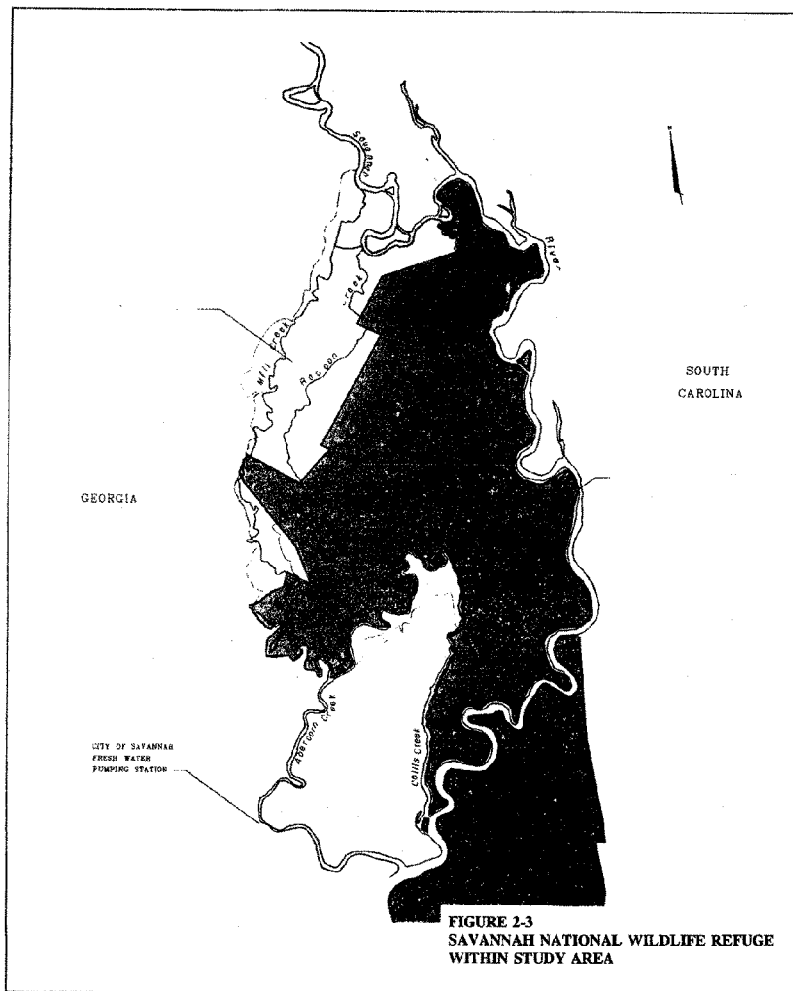 Savannah
River
Creek
Mill Creek
Racoon
SOUTH
CAROLINA
GEORGIA
Abercorn Creek
Collis Creek
CITY OF SAVANNAH
FRESH WATER
PUMPING STATION
FIGURE 2-3
SAVANNAH NATIONAL WILDLIFE REFUGE
WITHIN STUDY AREA